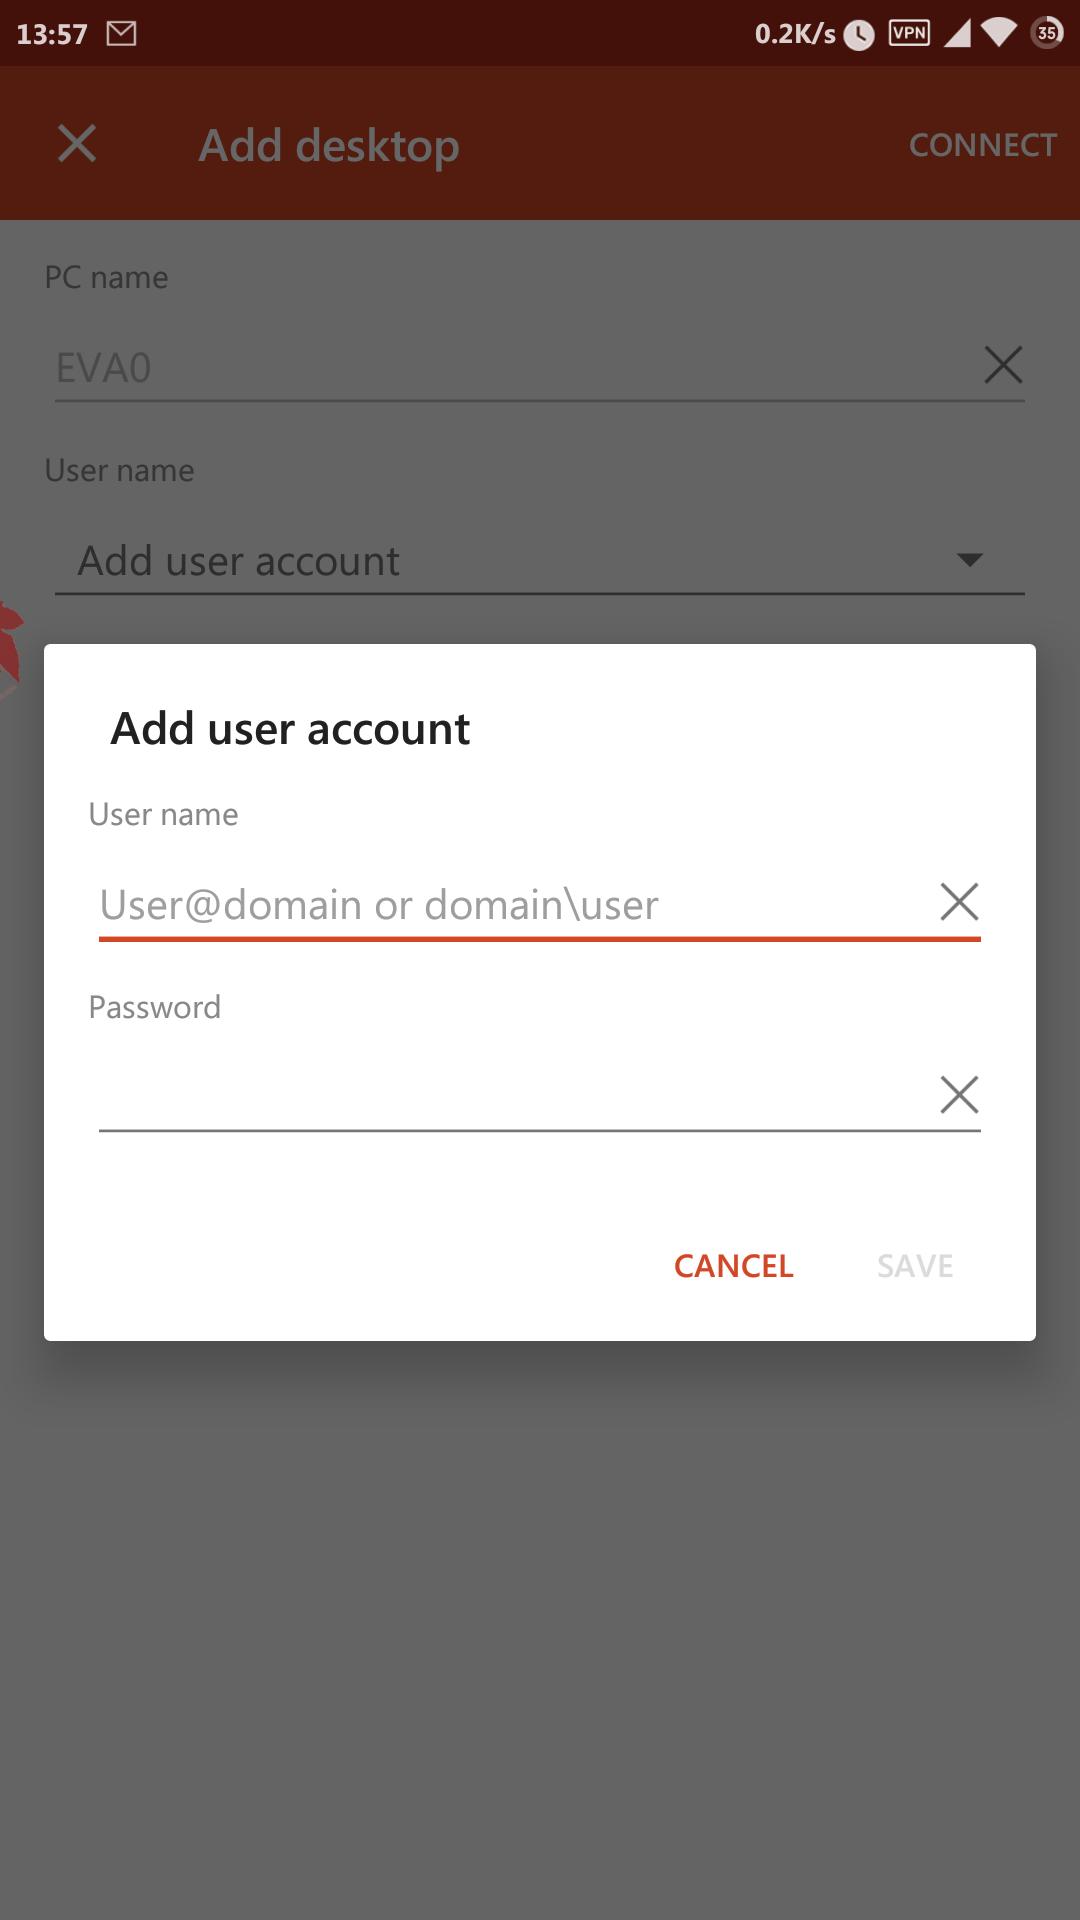 13:57 0.2K/s VPN 35
Add desktop CONNECT
PC name
EVA0
User name
Add user account
Add user account
User name
User@domain or domain\user
Password
CANCEL SAVE